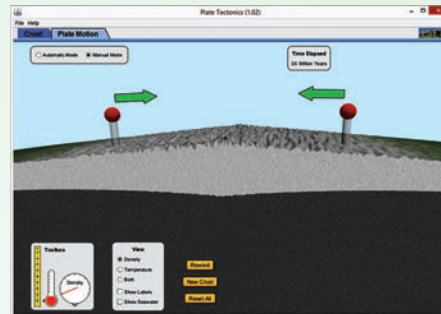 Plate Tectonics (1.02)
File Help
Crust
Plate Motion
Automatic Mode
Manual Mode
Time Elapsed
Million Years
Toolbox
Density
View
Density
Temperature
Both
Show Labels
Show Seawater
Rewind
New Crust
Reset All